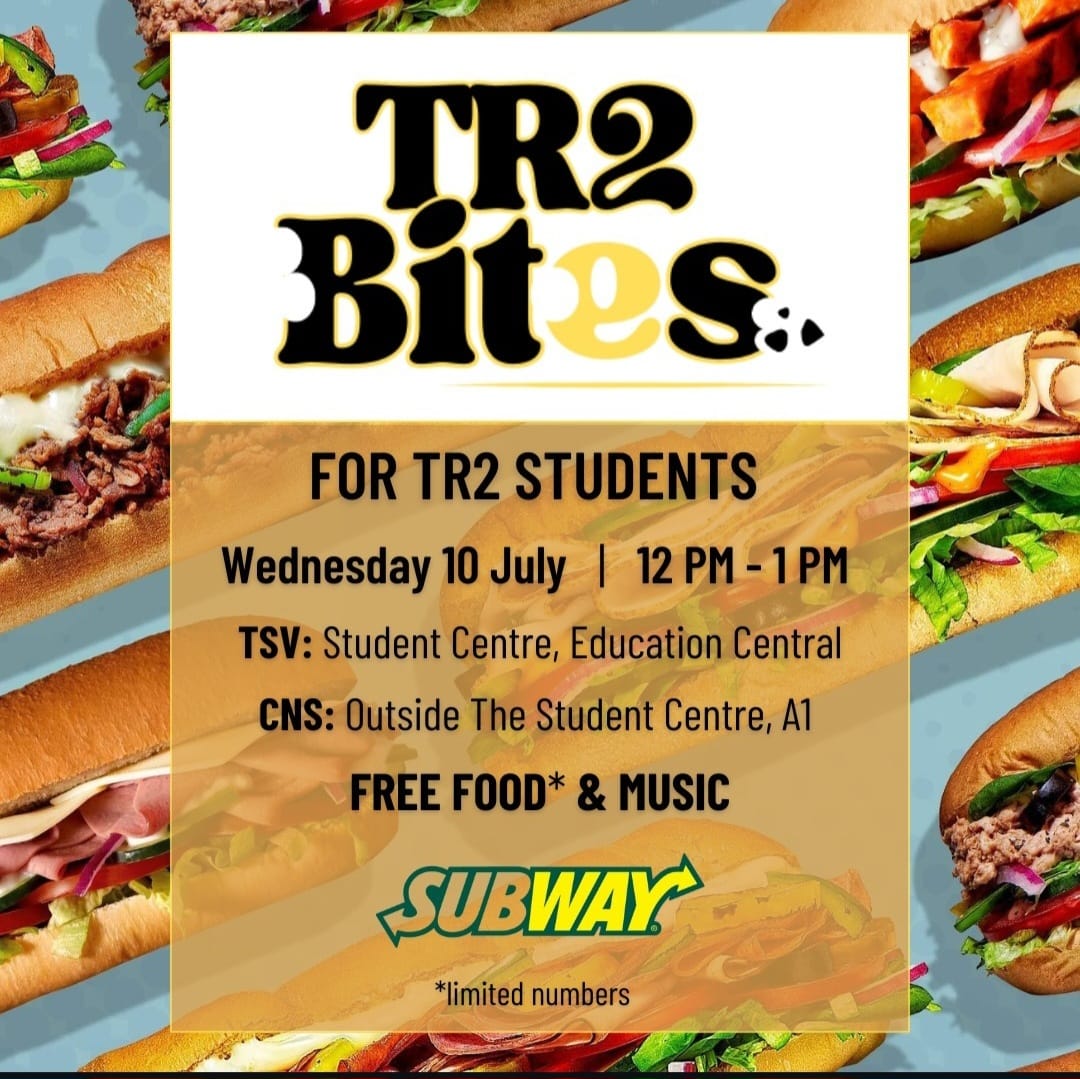 TR2
Bites
FOR TR2 STUDENTS
Wednesday 10 July | 12 PM - 1 PM
TSV: Student Centre, Education Central
CNS: Outside The Student Centre, A1
FREE FOOD* & MUSIC
SUBWAY®
*limited numbers